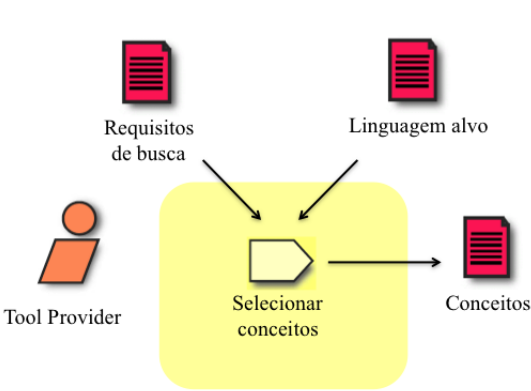 Requisitos
de busca
Linguagem alvo
Tool Provider
Selecionar
conceitos
Conceitos